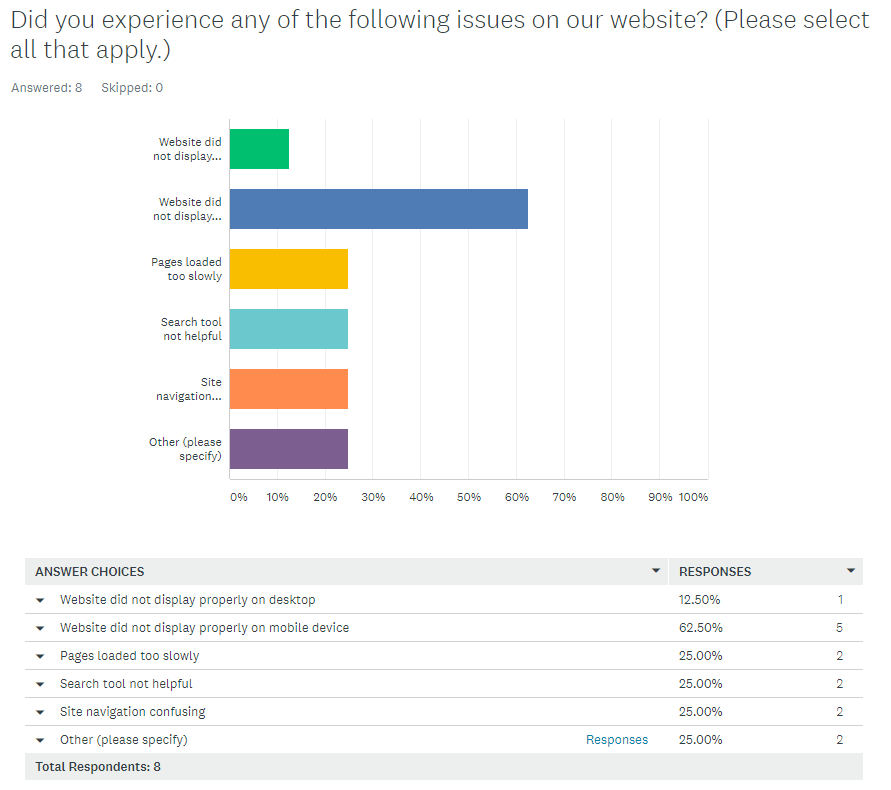 Did you experience any of the following issues on our website? (Please select
all that apply.)
Answered: 8 Skipped: 0
Website did
not display...
Website did
not display...
Pages loaded
too slowly
Search tool
not helpful
Site
navigation...
Other (please
specify)
0% 10% 20% 30% 40% 50% 60% 70% 80% 90% 100%
ANSWER CHOICES RESPONSES
Website did not display properly on desktop 12.50% 1
Website did not display properly on mobile device 62.50% 5
Pages loaded too slowly 25.00% 2
Search tool not helpful 25.00% 2
Site navigation confusing 25.00% 2
Other (please specify) Responses 25.00% 2
Total Respondents: 8